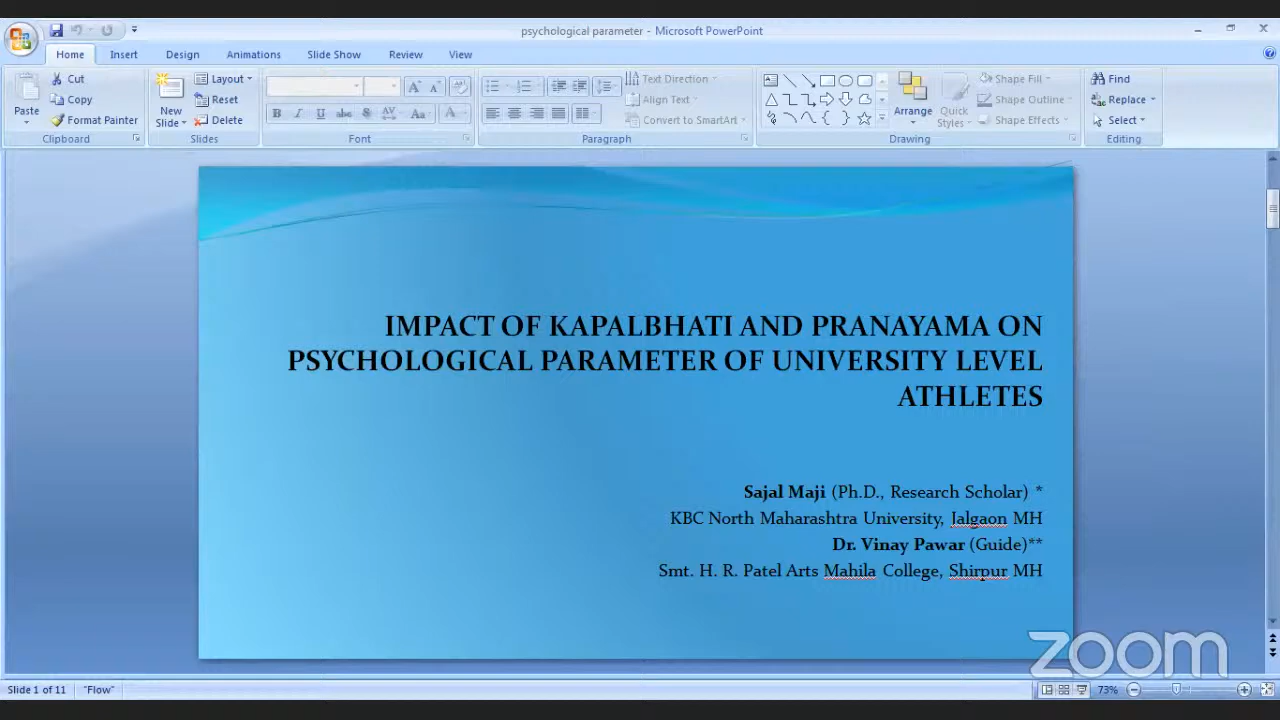 psychological parameter - Microsoft PowerPoint
Home Insert Design Animations Slide Show Review View
Paste Cut Copy Format Painter
New Slide Layout Reset Delete
B I U abc S AV Aa A
Text Direction Align Text Convert to SmartArt
Arrange Quick Styles Shape Fill Shape Outline Shape Effects
Find Replace Select
Clipboard Slides Font Paragraph Drawing Editing
IMPACT OF KAPALBHATI AND PRANAYAMA ON
PSYCHOLOGICAL PARAMETER OF UNIVERSITY LEVEL
ATHLETES
Sajal Maji (Ph.D., Research Scholar) *
KBC North Maharashtra University, Jalgaon MH
Dr. Vinay Pawar (Guide)**
Smt. H. R. Patel Arts Mahila College, Shirpur MH
zoom
Slide 1 of 11 "Flow" 73%